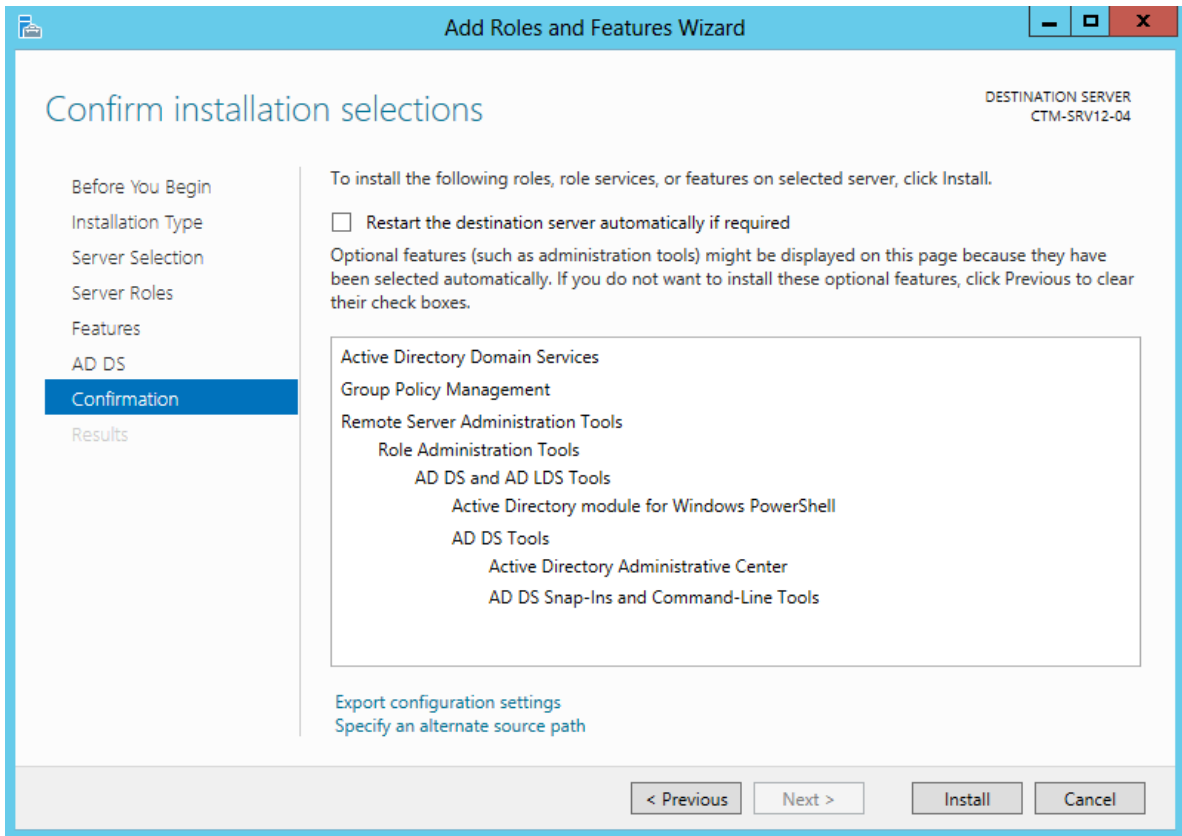 Add Roles and Features Wizard
Confirm installation selections
DESTINATION SERVER
CTM-SRV12-04
Before You Begin
Installation Type
Server Selection
Server Roles
Features
AD DS
Confirmation
Results
To install the following roles, role services, or features on selected server, click Install.
Restart the destination server automatically if required
Optional features (such as administration tools) might be displayed on this page because they have
been selected automatically. If you do not want to install these optional features, click Previous to clear
their check boxes.
Active Directory Domain Services
Group Policy Management
Remote Server Administration Tools
Role Administration Tools
AD DS and AD LDS Tools
Active Directory module for Windows PowerShell
AD DS Tools
Active Directory Administrative Center
AD DS Snap-Ins and Command-Line Tools
Export configuration settings
Specify an alternate source path
< Previous
Next >
Install
Cancel